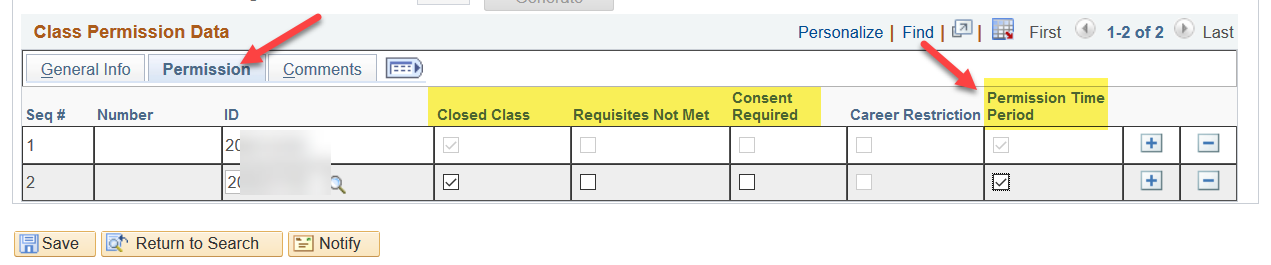 Generate
Class Permission Data
Personalize | Find | | First 1-2 of 2 Last
General Info Permission Comments
Seq # Number ID Closed Class Requisites Not Met Consent Required Career Restriction Permission Time Period
1 20
2 20
Save Return to Search Notify